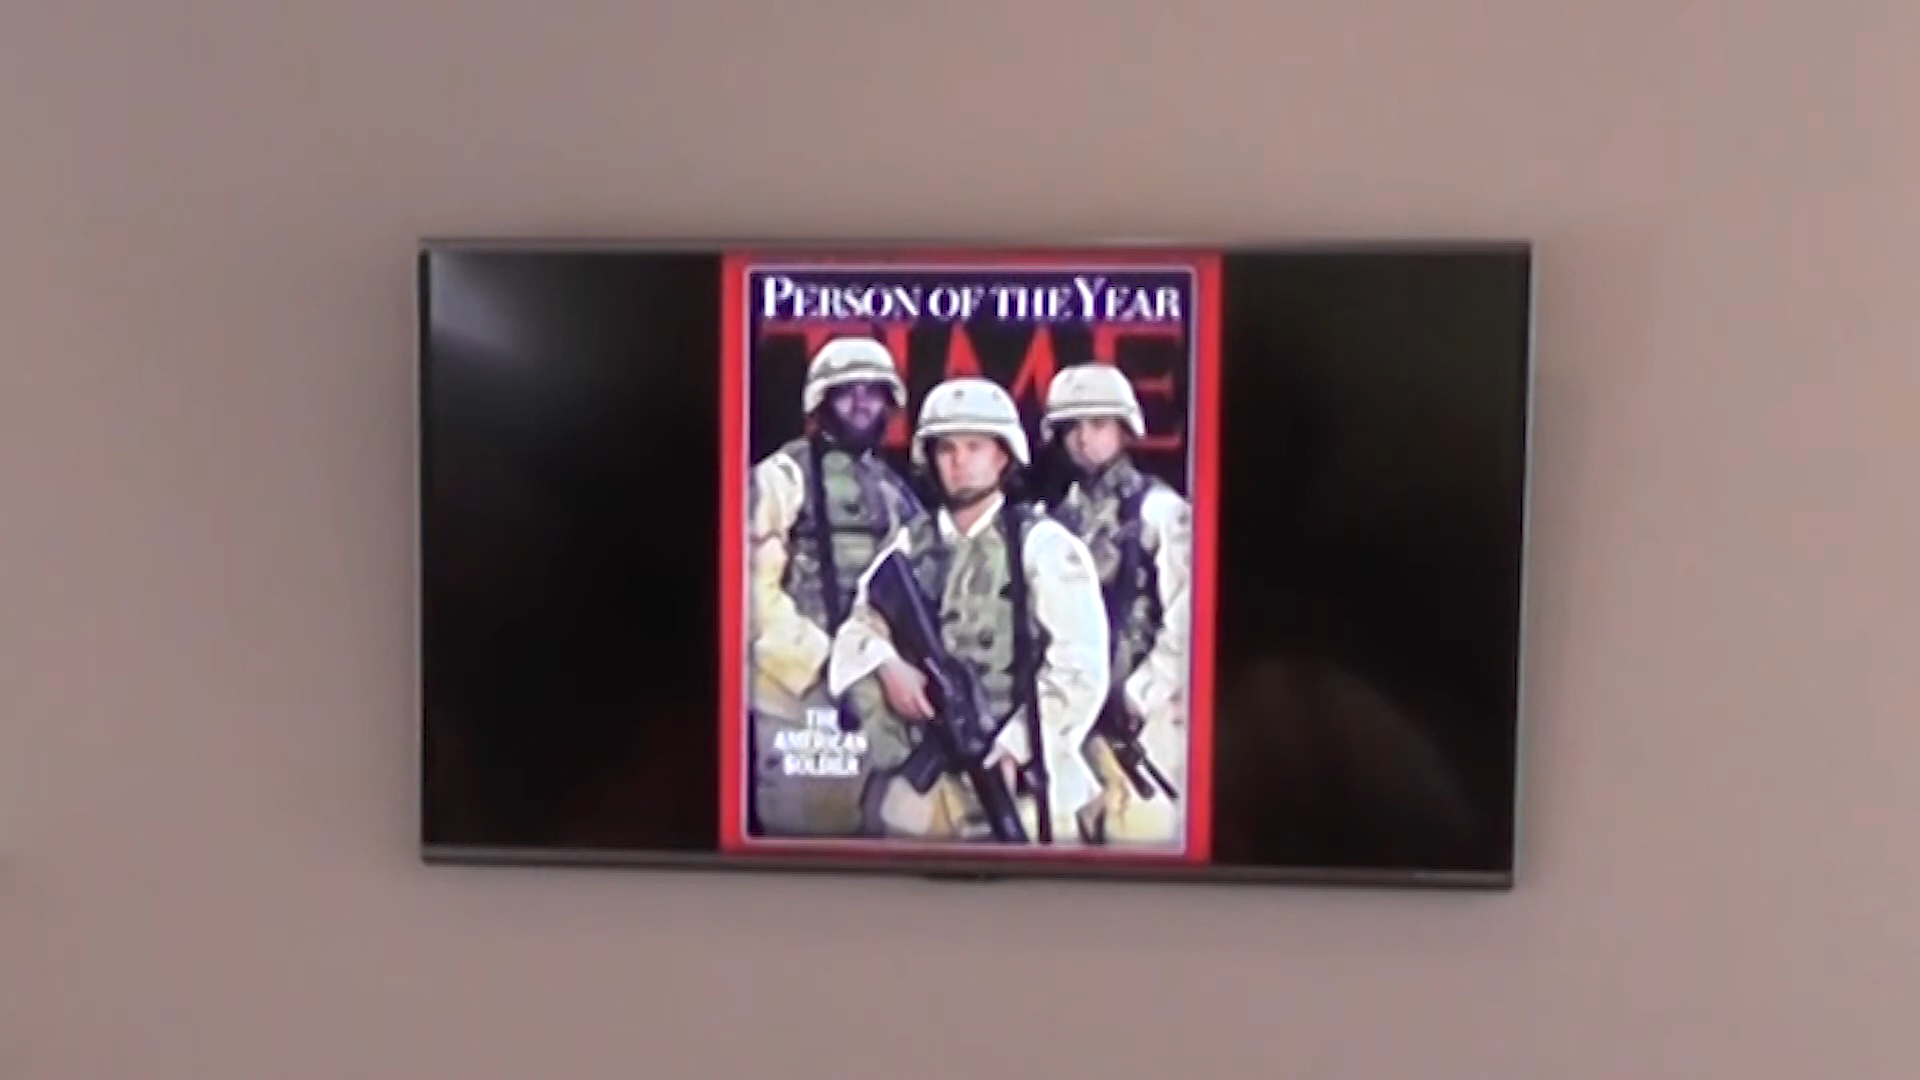 PERSON OF THE YEAR
TIME
THE
AMERICAN
SOLDIER